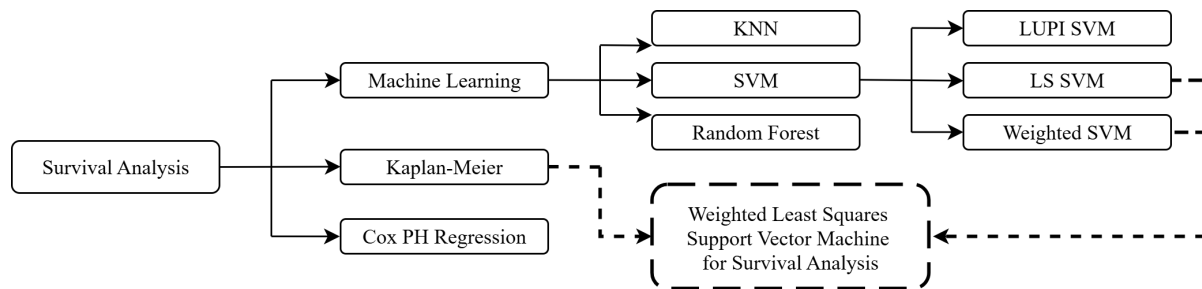 Survival Analysis
Machine Learning
Kaplan-Meier
Cox PH Regression
KNN
SVM
Random Forest
LUPI SVM
LS SVM
Weighted SVM
Weighted Least Squares
Support Vector Machine
for Survival Analysis